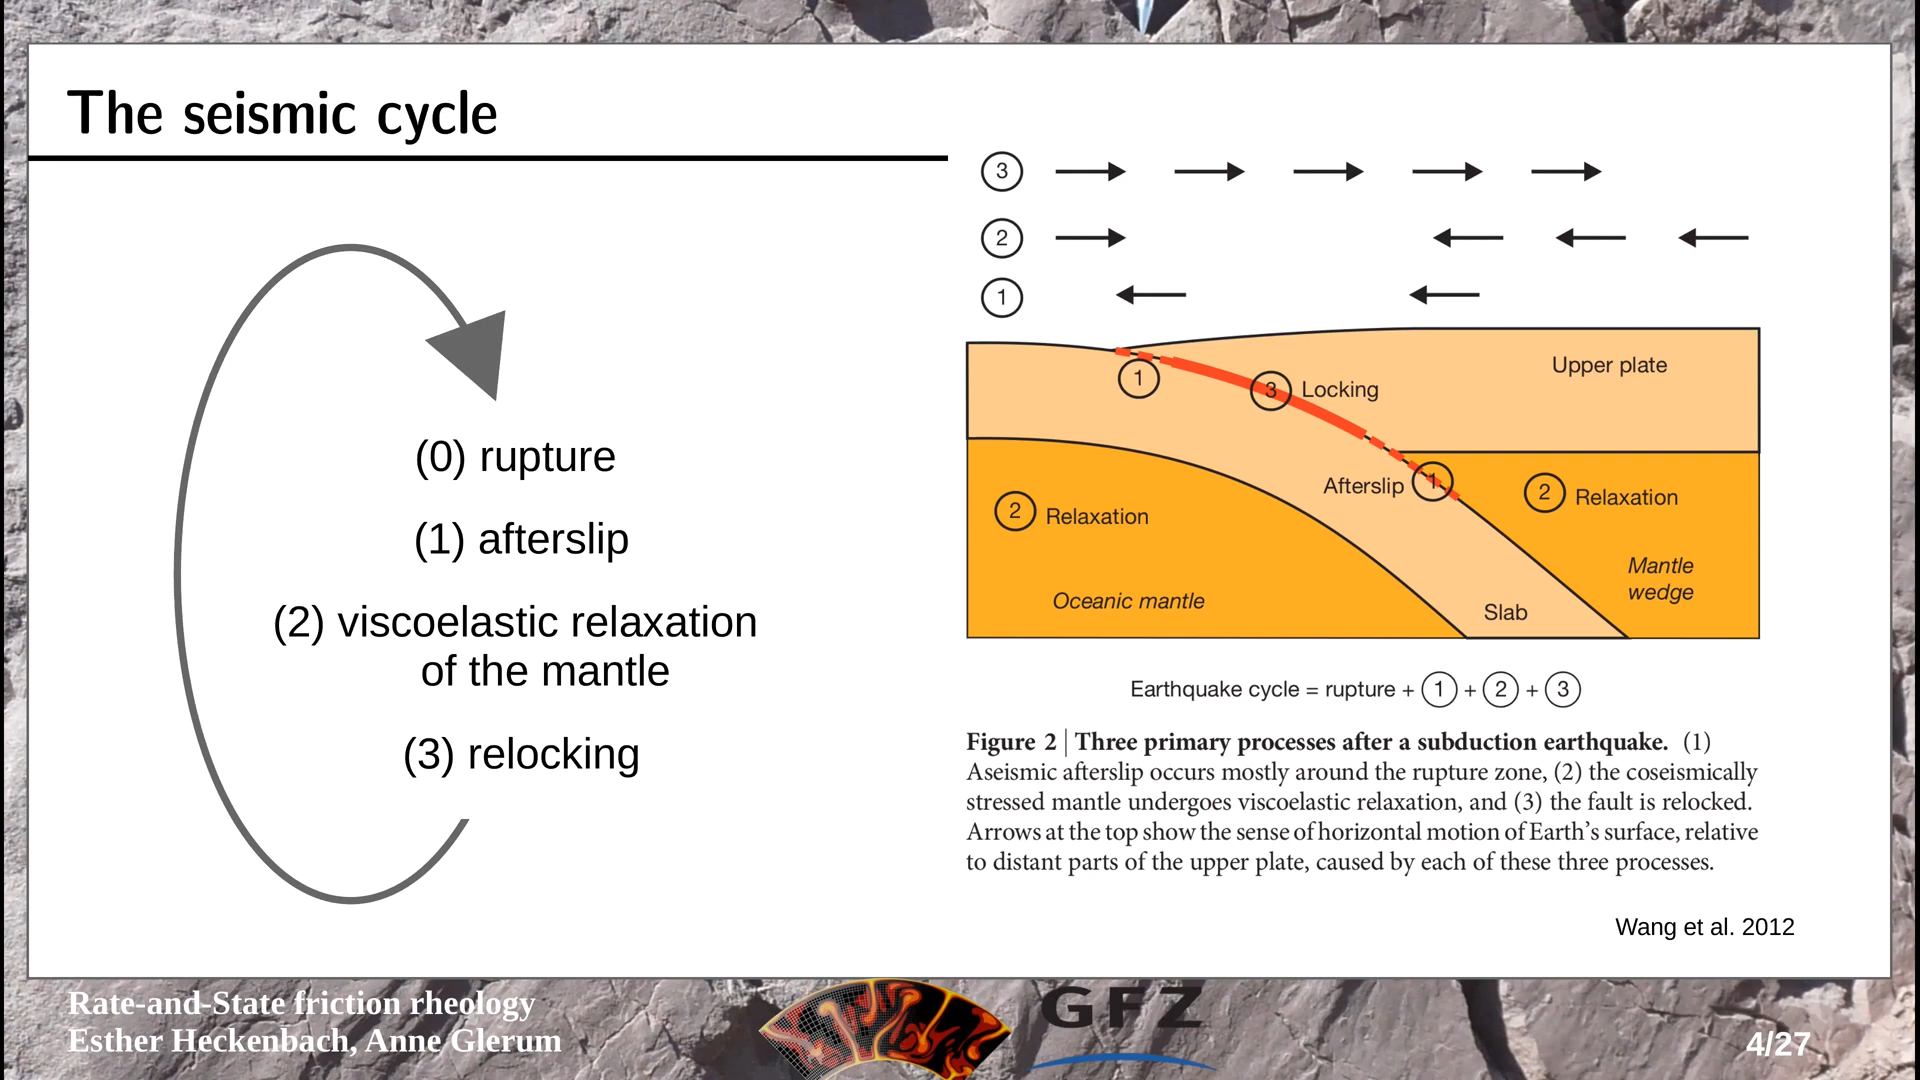 The seismic cycle
(0) rupture
(1) afterslip
(2) viscoelastic relaxation
of the mantle
(3) relocking
3
2
1
Upper plate
1
3 Locking
Afterslip 1
2 Relaxation
2 Relaxation
Mantle
wedge
Oceanic mantle
Slab
Earthquake cycle = rupture + 1 + 2 + 3
Figure 2 | Three primary processes after a subduction earthquake. (1)
Aseismic afterslip occurs mostly around the rupture zone, (2) the coseismically
stressed mantle undergoes viscoelastic relaxation, and (3) the fault is relocked.
Arrows at the top show the sense of horizontal motion of Earth's surface, relative
to distant parts of the upper plate, caused by each of these three processes.
Wang et al. 2012
Rate-and-State friction rheology
Esther Heckenbach, Anne Glerum
GFZ
4/27